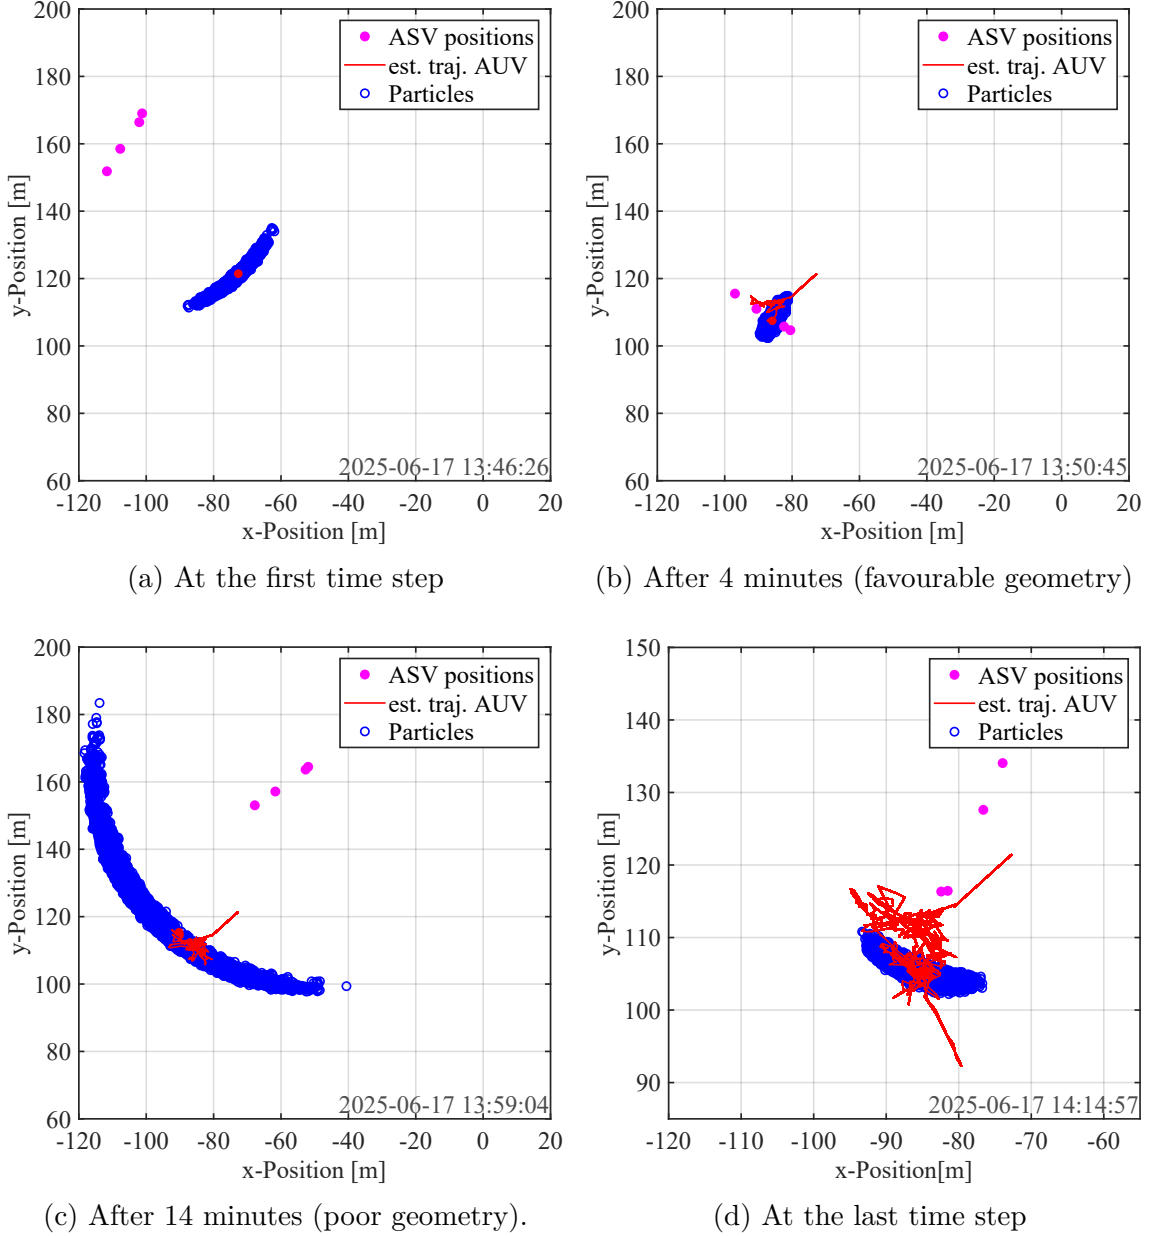 200
180
160
140
120
100
80
60
y-Position [m]
ASV positions
est. traj. AUV
Particles
2025-06-17 13:46:26
-120 -100 -80 -60 -40 -20 0 20
x-Position [m]
(a) At the first time step
200
180
160
140
120
100
80
60
y-Position [m]
ASV positions
est. traj. AUV
Particles
2025-06-17 13:50:45
-120 -100 -80 -60 -40 -20 0 20
x-Position [m]
(b) After 4 minutes (favourable geometry)
200
180
160
140
120
100
80
60
y-Position [m]
ASV positions
est. traj. AUV
Particles
2025-06-17 13:59:04
-120 -100 -80 -60 -40 -20 0 20
x-Position [m]
(c) After 14 minutes (poor geometry).
150
140
130
120
110
100
90
y-Position [m]
ASV positions
est. traj. AUV
Particles
2025-06-17 14:14:57
-120 -110 -100 -90 -80 -70 -60
x-Position[m]
(d) At the last time step